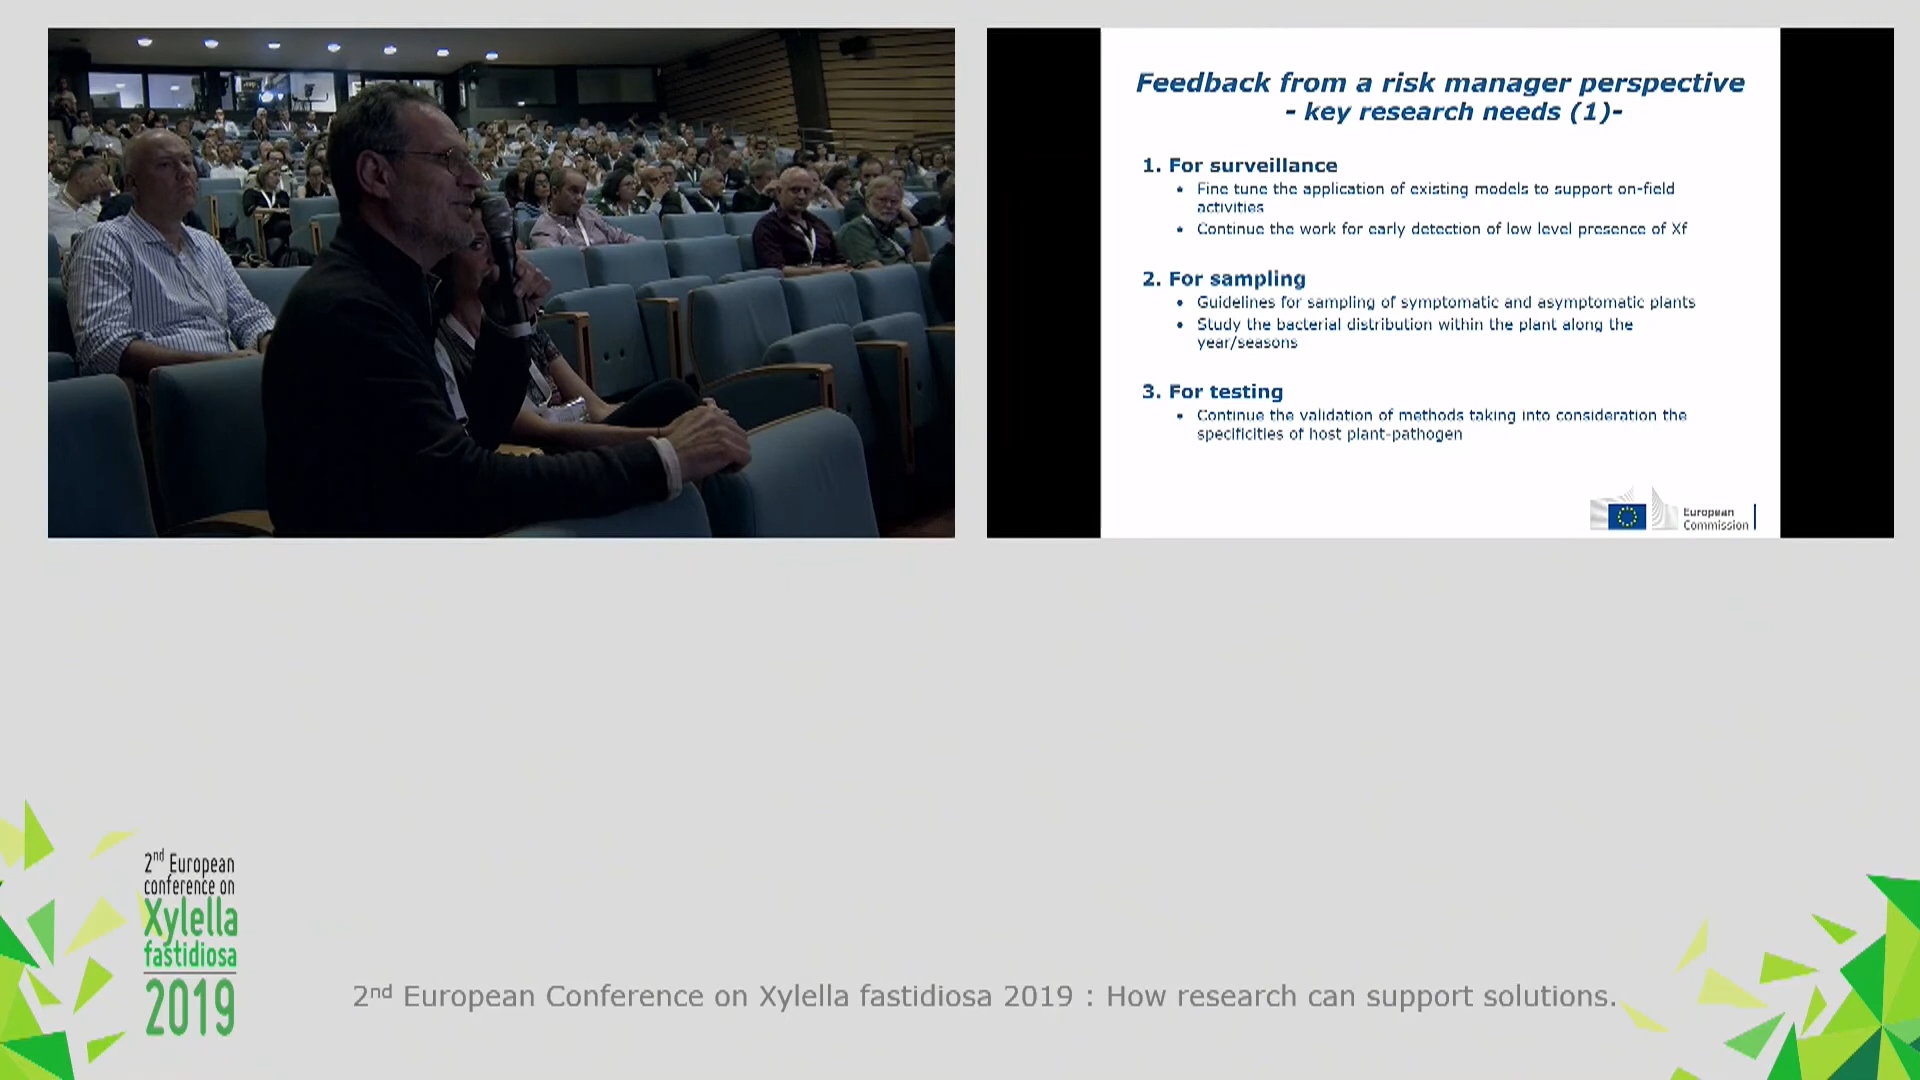 Feedback from a risk manager perspective
- key research needs (1)-
1. For surveillance
• Fine tune the application of existing models to support on-field
activities
• Continue the work for early detection of low level presence of Xf
2. For sampling
• Guidelines for sampling of symptomatic and asymptomatic plants
• Study the bacterial distribution within the plant along the
year/seasons
3. For testing
• Continue the validation of methods taking into consideration the
specificities of host plant-pathogen
European
Commission
2nd European
conference on
Xylella
fastidiosa
2019
2nd European Conference on Xylella fastidiosa 2019 : How research can support solutions.